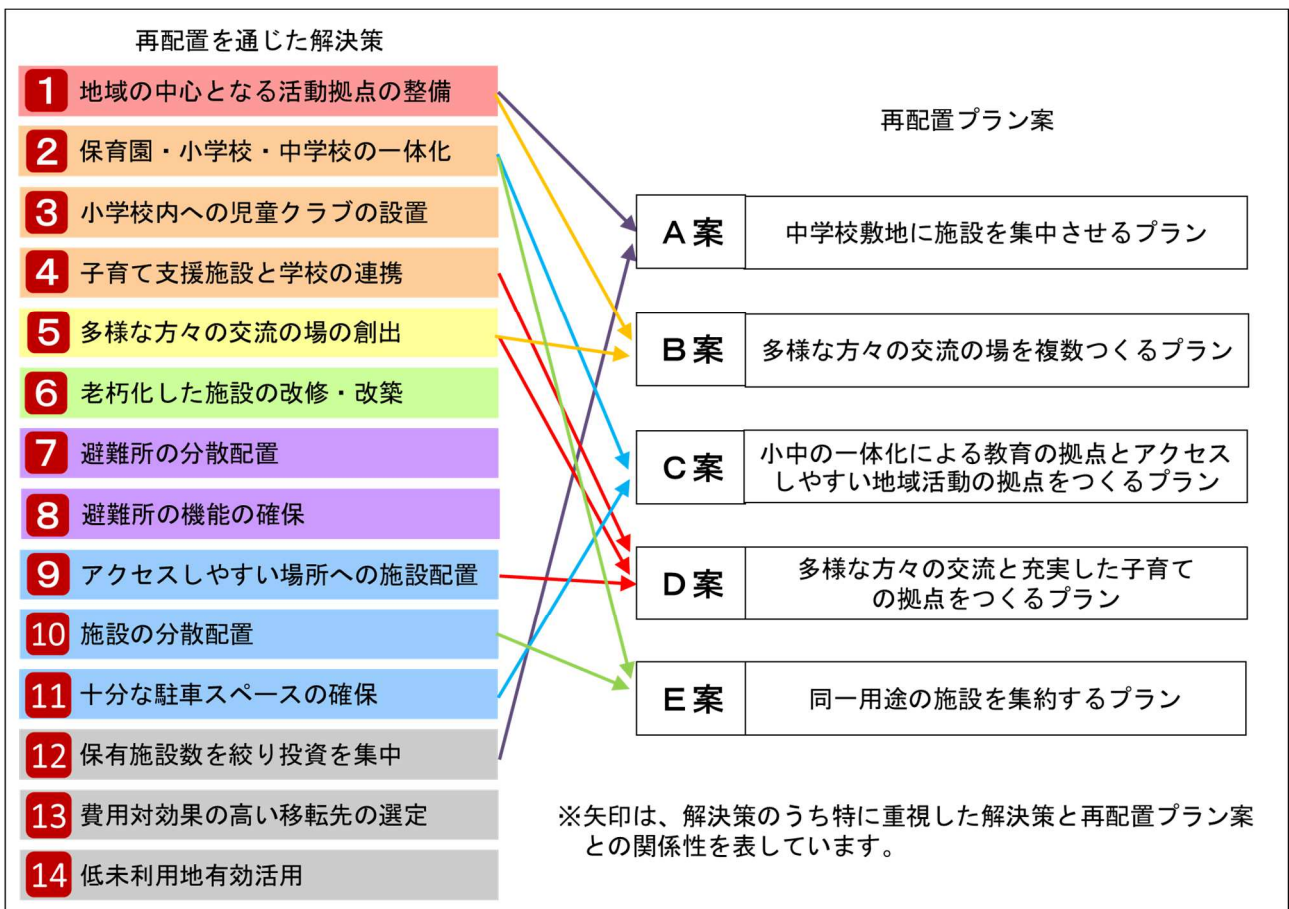 再配置を通じた解決策
1 地域の中心となる活動拠点の整備
2 保育園・小学校・中学校の一体化
3 小学校内への児童クラブの設置
4 子育て支援施設と学校の連携
5 多様な方々の交流の場の創出
6 老朽化した施設の改修・改築
7 避難所の分散配置
8 避難所の機能の確保
9 アクセスしやすい場所への施設配置
10 施設の分散配置
11 十分な駐車スペースの確保
12 保有施設数を絞り投資を集中
13 費用対効果の高い移転先の選定
14 低未利用地有効活用
再配置プラン案
A案 中学校敷地に施設を集中させるプラン
B案 多様な方々の交流の場を複数つくるプラン
C案 小中の一体化による教育の拠点とアクセス
しやすい地域活動の拠点をつくるプラン
D案 多様な方々の交流と充実した子育て
の拠点をつくるプラン
E案 同一用途の施設を集約するプラン
※矢印は、解決策のうち特に重視した解決策と再配置プラン案
との関係性を表しています。